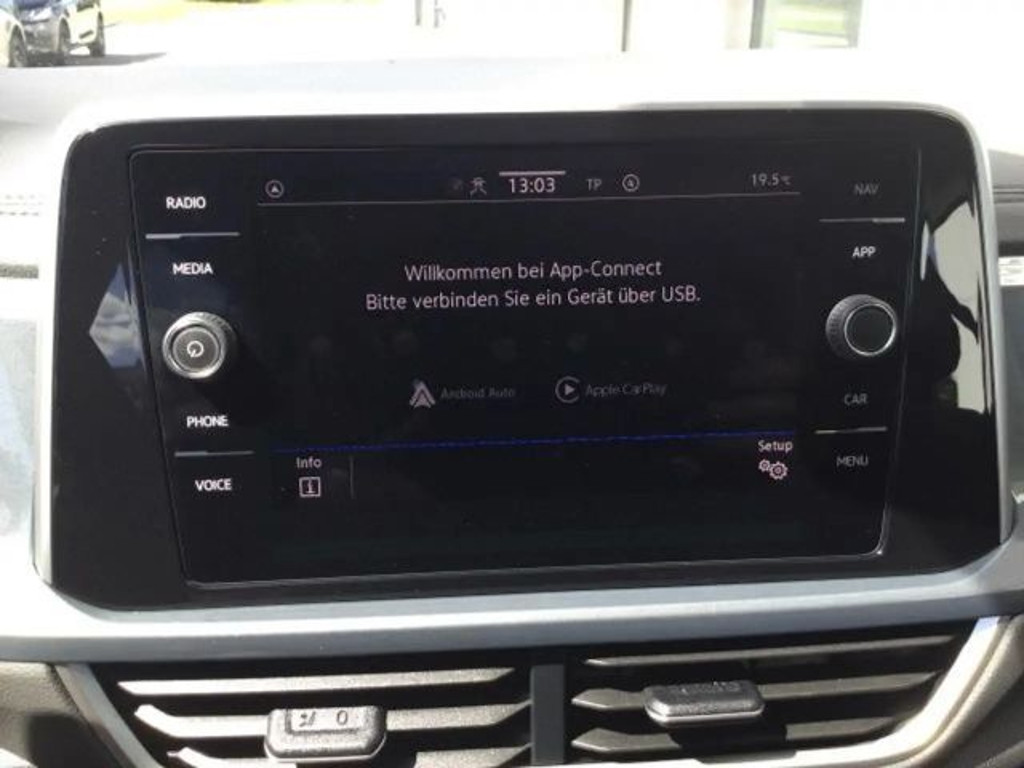 RADIO
MEDIA
PHONE
VOICE
13:03 TP 19.5°C
Willkommen bei App-Connect
Bitte verbinden Sie ein Gerät über USB.
Android Auto Apple CarPlay
Info
Setup
NAV
APP
CAR
MENU
0